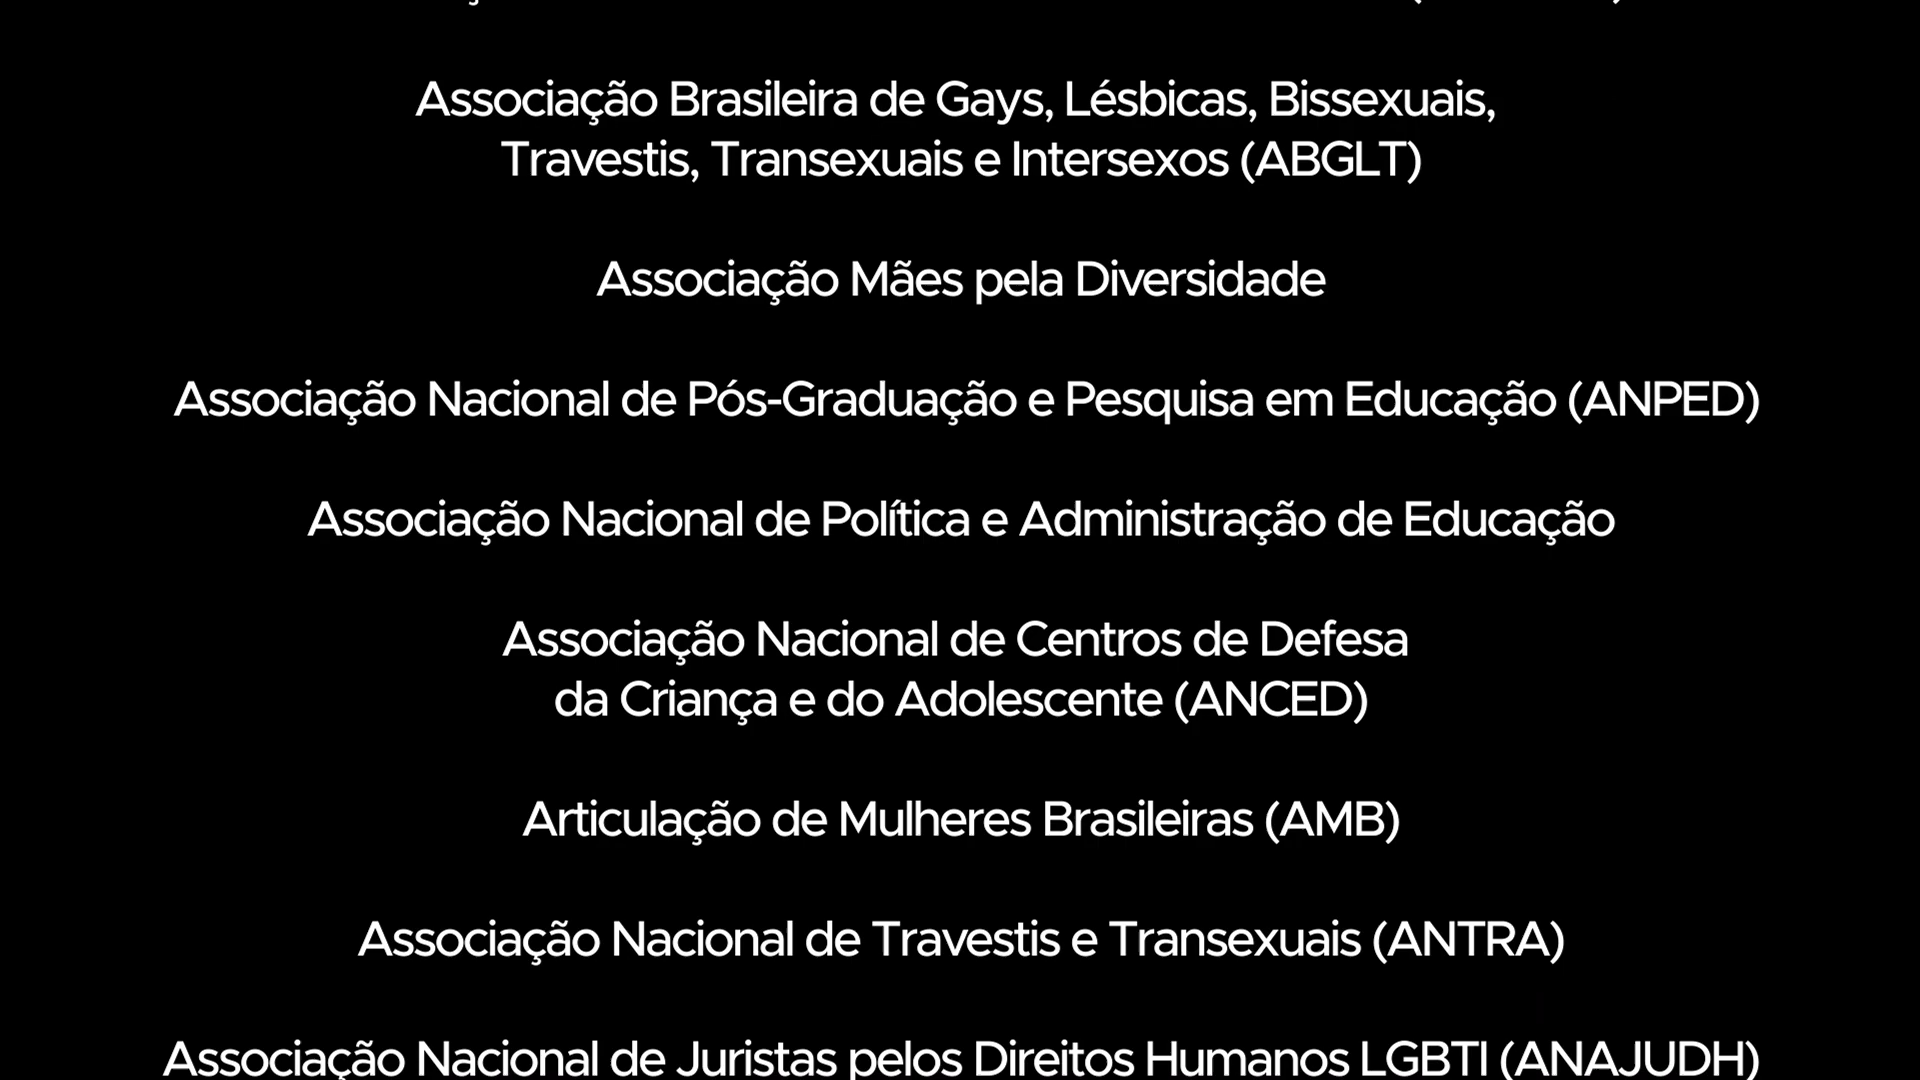 Associação Brasileira de Gays, Lésbicas, Bissexuais,
Travestis, Transexuais e Intersexos (ABGLT)
Associação Mães pela Diversidade
Associação Nacional de Pós-Graduação e Pesquisa em Educação (ANPED)
Associação Nacional de Política e Administração de Educação
Associação Nacional de Centros de Defesa
da Criança e do Adolescente (ANCED)
Articulação de Mulheres Brasileiras (AMB)
Associação Nacional de Travestis e Transexuais (ANTRA)
Associação Nacional de Juristas pelos Direitos Humanos LGBTI (ANAJUDH)